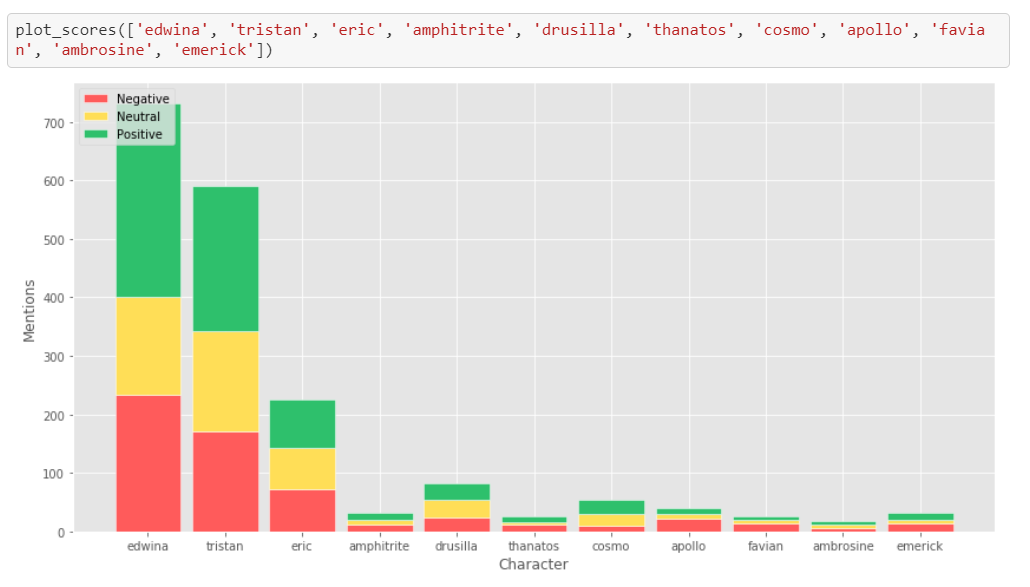 plot_scores(['edwina', 'tristan', 'eric', 'amphitrite', 'drusilla', 'thanatos', 'cosmo', 'apollo', 'favia
n', 'ambrosine', 'emerick'])
Negative
Neutral
Positive
700
600
500
400
300
200
100
0
Mentions
edwina tristan eric amphitrite drusilla thanatos cosmo apollo favian ambrosine emerick
Character